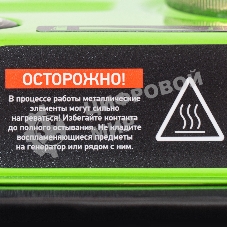 ОСТОРОЖНО!
В процессе работы металлические
элементы могут сильно
нагреваться! Избегайте контакта
до полного остывания. Не кладите
воспламеняющиеся предметы
на генератор или рядом с ним.